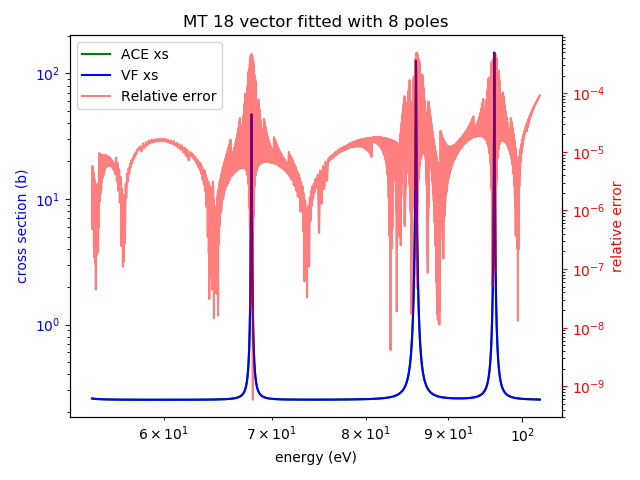 MT 18 vector fitted with 8 poles
ACE xs
VF xs
Relative error
10²
10¹
10⁰
cross section (b)
10⁻⁴
10⁻⁵
10⁻⁶
10⁻⁷
10⁻⁸
10⁻⁹
relative error
6 × 10¹
7 × 10¹
8 × 10¹
9 × 10¹
10²
energy (eV)